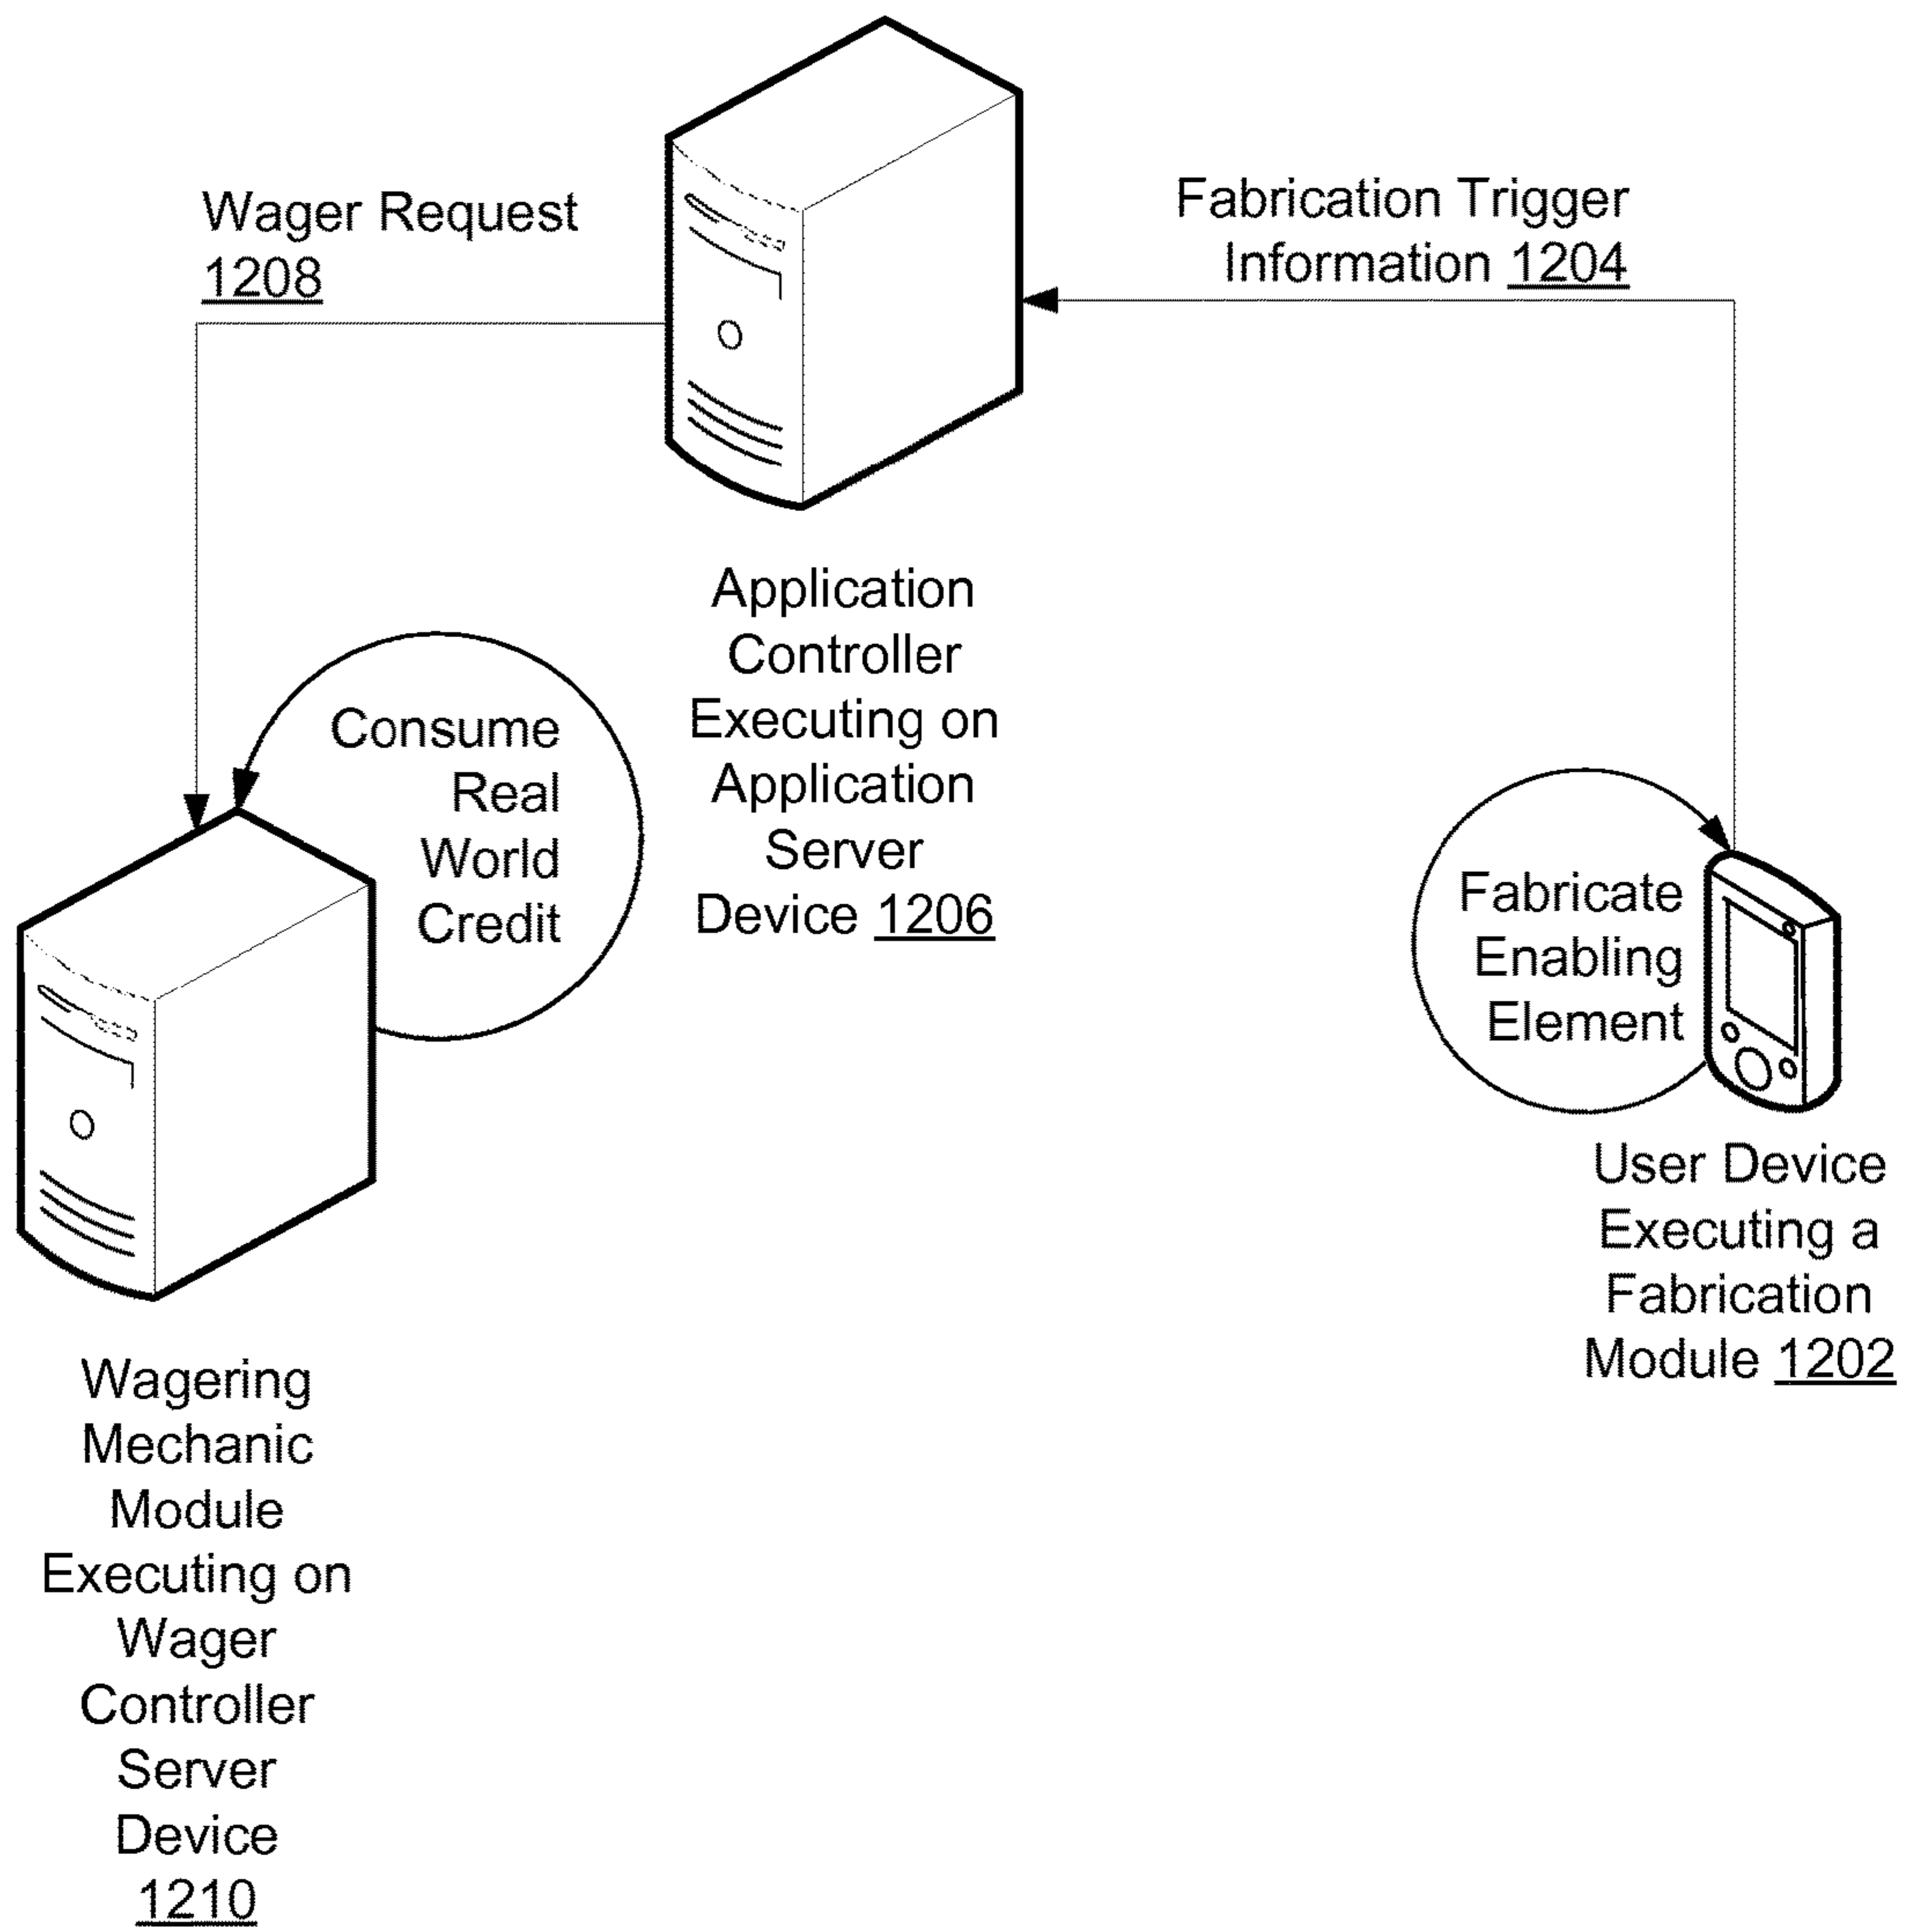 Wager Request
1208
Fabrication Trigger
Information 1204
Application
Controller
Executing on
Application
Server
Device 1206
Consume
Real
World
Credit
Fabricate
Enabling
Element
User Device
Executing a
Fabrication
Module 1202
Wagering
Mechanic
Module
Executing on
Wager
Controller
Server
Device
1210